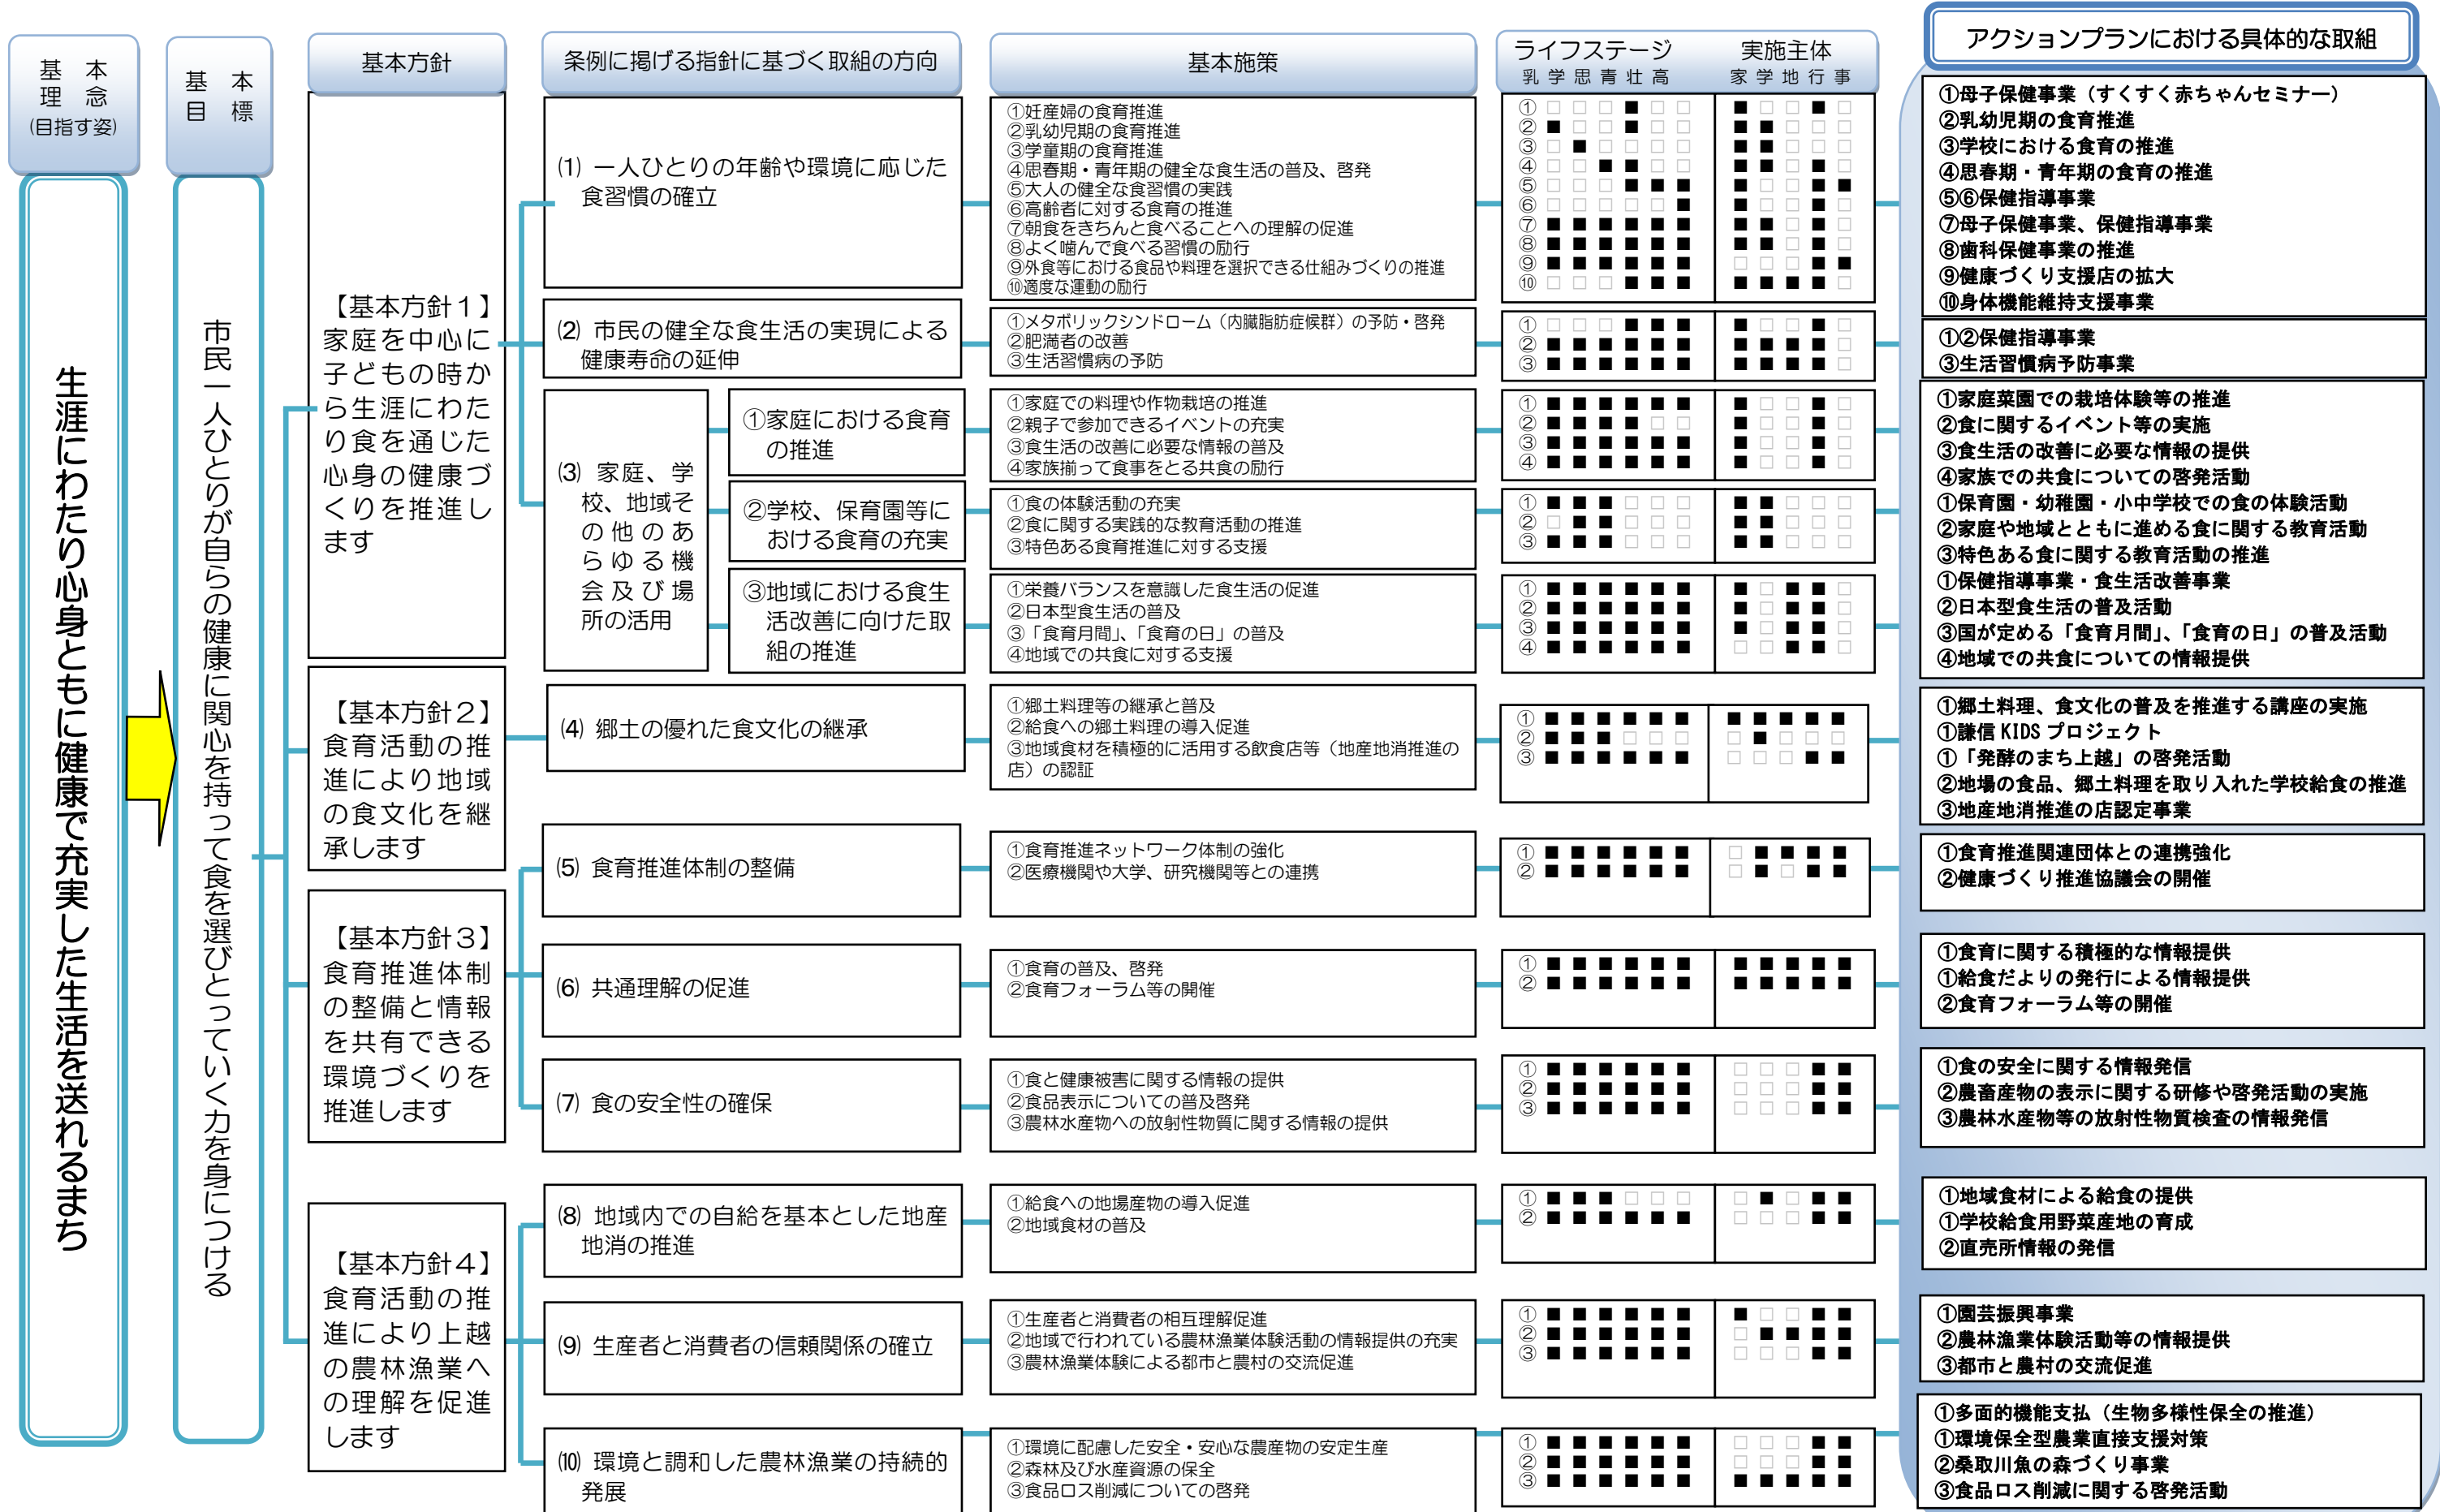 基　本
理　念
(目指す姿)
生涯にわたり心身ともに健康で充実した生活を送れるまち
基　本
目　標
市民一人ひとりが自らの健康に関心を持って食を選びとっていく力を身につける
基本方針
【基本方針１】
家庭を中心に
子どもの時か
ら生涯にわた
り食を通じた
心身の健康づ
くりを推進し
ます
【基本方針２】
食育活動の推
進により地域
の食文化を継
承します
【基本方針３】
食育推進体制
の整備と情報
を共有できる
環境づくりを
推進します
【基本方針４】
食育活動の推
進により上越
の農林漁業へ
の理解を促進
します
条例に掲げる指針に基づく取組の方向
⑴ 一人ひとりの年齢や環境に応じた
食習慣の確立
⑵ 市民の健全な食生活の実現による
健康寿命の延伸
⑶ 家庭、学
校、地域そ
の他のあ
らゆる機
会及び場
所の活用
①家庭における食育
の推進
②学校、保育園等に
おける食育の充実
③地域における食生
活改善に向けた取
組の推進
⑷ 郷土の優れた食文化の継承
⑸ 食育推進体制の整備
⑹ 共通理解の促進
⑺ 食の安全性の確保
⑻ 地域内での自給を基本とした地産
地消の推進
⑼ 生産者と消費者の信頼関係の確立
⑽ 環境と調和した農林漁業の持続的
発展
基本施策
①妊産婦の食育推進
②乳幼児期の食育推進
③学童期の食育推進
④思春期・青年期の健全な食生活の普及、啓発
⑤大人の健全な食習慣の実践
⑥高齢者に対する食育の推進
⑦朝食をきちんと食べることへの理解の促進
⑧よく噛んで食べる習慣の励行
⑨外食等における食品や料理を選択できる仕組みづくりの推進
⑩適度な運動の励行
①メタボリックシンドローム（内臓脂肪症候群）の予防・啓発
②肥満者の改善
③生活習慣病の予防
①家庭での料理や作物栽培の推進
②親子で参加できるイベントの充実
③食生活の改善に必要な情報の普及
④家族揃って食事をとる共食の励行
①食の体験活動の充実
②食に関する実践的な教育活動の推進
③特色ある食育推進に対する支援
①栄養バランスを意識した食生活の促進
②日本型食生活の普及
③「食育月間」、「食育の日」の普及
④地域での共食に対する支援
①郷土料理等の継承と普及
②給食への郷土料理の導入促進
③地域食材を積極的に活用する飲食店等（地産地消推進の
店）の認証
①食育推進ネットワーク体制の強化
②医療機関や大学、研究機関等との連携
①食育の普及、啓発
②食育フォーラム等の開催
①食と健康被害に関する情報の提供
②食品表示についての普及啓発
③農林水産物への放射性物質に関する情報の提供
①給食への地場産物の導入促進
②地域食材の普及
①生産者と消費者の相互理解促進
②地域で行われている農林漁業体験活動の情報提供の充実
③農林漁業体験による都市と農村の交流促進
①環境に配慮した安全・安心な農産物の安定生産
②森林及び水産資源の保全
③食品ロス削減についての啓発
ライフステージ　実施主体
乳 学 思 青 壮 高　家 学 地 行 事
① □ □ □ ■ □ □　■ □ □ ■ □
② ■ □ □ ■ □ □　■ ■ □ □ □
③ □ ■ □ □ □ □　■ ■ □ □ □
④ □ □ ■ ■ □ □　■ ■ □ ■ □
⑤ □ □ □ ■ ■ ■　■ □ □ ■ ■
⑥ □ □ □ □ □ ■　■ □ □ ■ □
⑦ ■ ■ ■ ■ ■ ■　■ ■ □ ■ □
⑧ ■ ■ ■ ■ ■ ■　■ ■ □ ■ □
⑨ ■ ■ ■ ■ ■ ■　□ □ □ ■ ■
⑩ □ □ □ ■ ■ ■　■ ■ ■ ■ □
① □ □ □ ■ ■ ■　■ □ □ ■ □
② ■ ■ ■ ■ ■ ■　■ ■ ■ ■ □
③ ■ ■ ■ ■ ■ ■　■ ■ ■ ■ □
① ■ ■ ■ ■ ■ ■　■ □ □ ■ □
② ■ ■ ■ ■ □ □　■ □ □ ■ □
③ ■ ■ ■ ■ ■ ■　■ □ □ ■ □
④ ■ ■ ■ ■ ■ ■　■ □ □ ■ □
① ■ ■ ■ □ □ □　■ ■ □ □ □
② □ ■ ■ □ □ □　■ ■ □ □ □
③ ■ ■ ■ □ □ □　■ ■ □ □ □
① ■ ■ ■ ■ ■ ■　■ □ ■ ■ □
② ■ ■ ■ ■ ■ ■　■ □ ■ ■ □
③ ■ ■ ■ ■ ■ ■　■ □ ■ ■ □
④ ■ ■ ■ ■ ■ ■　□ □ ■ ■ □
① ■ ■ ■ ■ ■ ■　■ ■ ■ ■ ■
② ■ ■ ■ □ □ □　□ ■ □ □ □
③ ■ ■ ■ ■ ■ ■　□ □ □ ■ ■
① ■ ■ ■ ■ ■ ■　□ ■ ■ ■ ■
② ■ ■ ■ ■ ■ ■　□ ■ □ ■ ■
① ■ ■ ■ ■ ■ ■　■ ■ ■ ■ ■
② ■ ■ ■ ■ ■ ■　■ ■ ■ ■ ■
① ■ ■ ■ ■ ■ ■　□ □ □ ■ ■
② ■ ■ ■ ■ ■ ■　□ □ □ ■ ■
③ ■ ■ ■ ■ ■ ■　□ □ □ ■ ■
① ■ ■ ■ □ □ □　□ ■ □ ■ ■
② ■ ■ ■ ■ ■ ■　□ □ □ ■ ■
① ■ ■ ■ ■ ■ ■　■ □ □ ■ ■
② ■ ■ ■ ■ ■ ■　□ ■ ■ ■ ■
③ ■ ■ ■ ■ ■ ■　□ □ □ ■ ■
① ■ ■ ■ ■ ■ ■　□ □ □ ■ ■
② ■ ■ ■ ■ ■ ■　□ □ □ ■ ■
③ ■ ■ ■ ■ ■ ■　■ ■ ■ ■ ■
アクションプランにおける具体的な取組
①母子保健事業（すくすく赤ちゃんセミナー）
②乳幼児期の食育推進
③学校における食育の推進
④思春期・青年期の食育の推進
⑤⑥保健指導事業
⑦母子保健事業、保健指導事業
⑧歯科保健事業の推進
⑨健康づくり支援店の拡大
⑩身体機能維持支援事業
①②保健指導事業
③生活習慣病予防事業
①家庭菜園での栽培体験等の推進
②食に関するイベント等の実施
③食生活の改善に必要な情報の提供
④家族での共食についての啓発活動
①保育園・幼稚園・小中学校での食の体験活動
②家庭や地域とともに進める食に関する教育活動
③特色ある食に関する教育活動の推進
①保健指導事業・食生活改善事業
②日本型食生活の普及活動
③国が定める「食育月間」、「食育の日」の普及活動
④地域での共食についての情報提供
①郷土料理、食文化の普及を推進する講座の実施
①謙信 KIDS プロジェクト
①「発酵のまち上越」の啓発活動
②地場の食品、郷土料理を取り入れた学校給食の推進
③地産地消推進の店認定事業
①食育推進関連団体との連携強化
②健康づくり推進協議会の開催
①食育に関する積極的な情報提供
①給食だよりの発行による情報提供
②食育フォーラム等の開催
①食の安全に関する情報発信
②農畜産物の表示に関する研修や啓発活動の実施
③農林水産物等の放射性物質検査の情報発信
①地域食材による給食の提供
①学校給食用野菜産地の育成
②直売所情報の発信
①園芸振興事業
②農林漁業体験活動等の情報提供
③都市と農村の交流促進
①多面的機能支払（生物多様性保全の推進）
①環境保全型農業直接支援対策
②桑取川魚の森づくり事業
③食品ロス削減に関する啓発活動